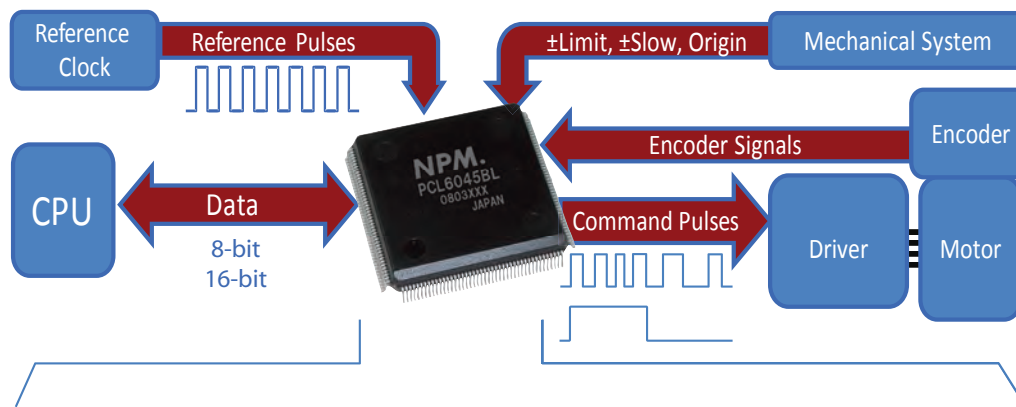 Reference
Clock
Reference Pulses
±Limit, ±Slow, Origin
Mechanical System
Encoder Signals
Encoder
CPU
Data
8-bit
16-bit
NPM.
PCL6045BL
0803XXX
JAPAN
Command Pulses
Driver
Motor